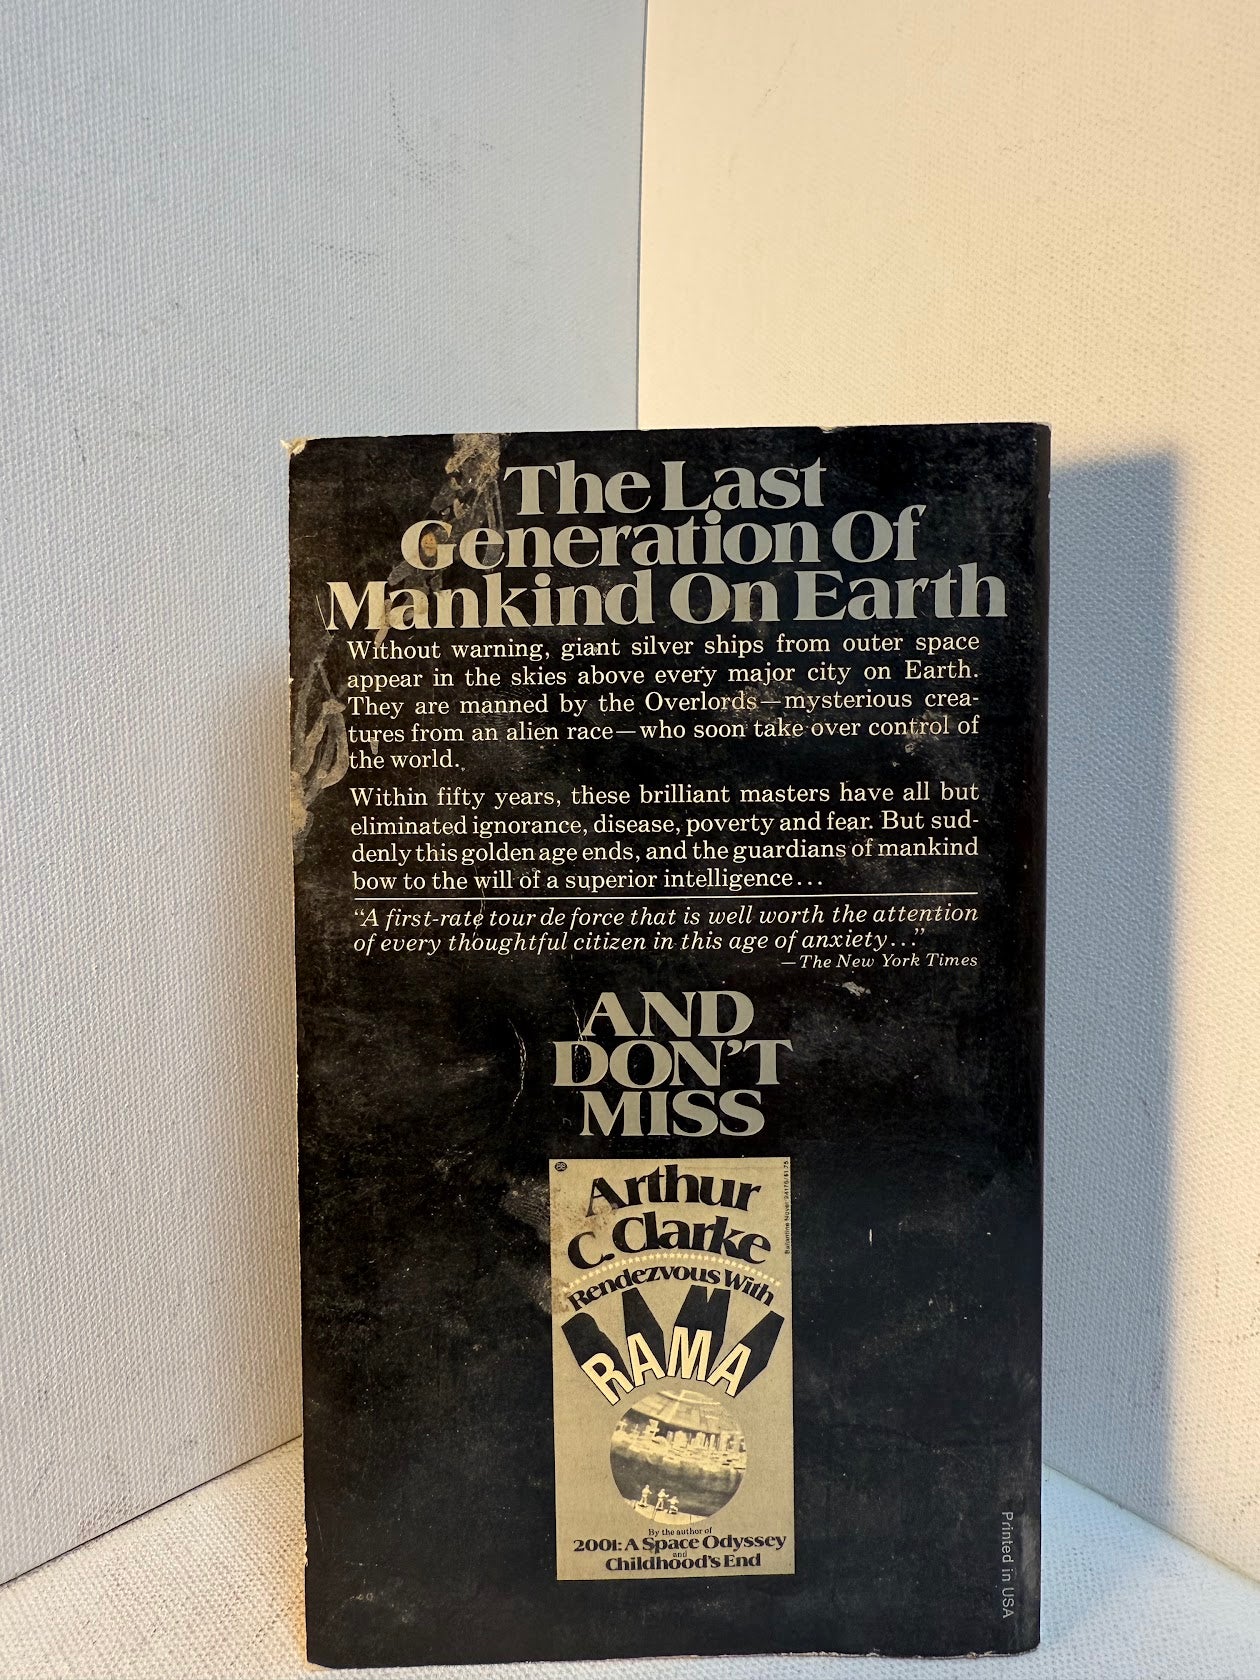 The Last
Generation Of
Mankind On Earth
Without warning, giant silver ships from outer space
appear in the skies above every major city on Earth.
They are manned by the Overlords—mysterious crea-
tures from an alien race—who soon take over control of
the world.
Within fifty years, these brilliant masters have all but
eliminated ignorance, disease, poverty and fear. But sud-
denly this golden age ends, and the guardians of mankind
bow to the will of a superior intelligence...
“A first-rate tour de force that is well worth the attention
of every thoughtful citizen in this age of anxiety...”
—The New York Times
AND
DON'T
MISS
Arthur
C. Clarke
Rendezvous With
RAMA
By the author of
2001: A Space Odyssey
and
Childhood's End
Printed in USA